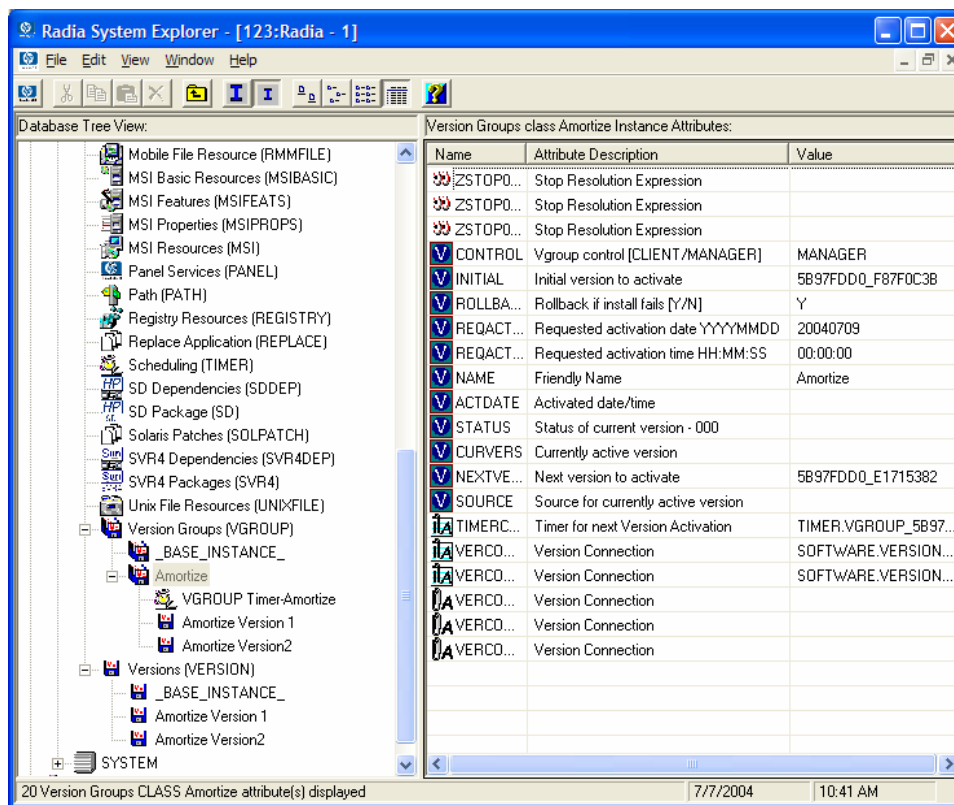 Radia System Explorer - [123:Radia - 1]
File Edit View Window Help
Database Tree View:
Mobile File Resource (RMMFILE)
MSI Basic Resources (MSIBASIC)
MSI Features (MSIFEATS)
MSI Properties (MSIPROPS)
MSI Resources (MSI)
Panel Services (PANEL)
Path (PATH)
Registry Resources (REGISTRY)
Replace Application (REPLACE)
Scheduling (TIMER)
SD Dependencies (SDDEP)
SD Package (SD)
Solaris Patches (SOLPATCH)
SVR4 Dependencies (SVR4DEP)
SVR4 Packages (SVR4)
Unix File Resources (UNIXFILE)
Version Groups (VGROUP)
_BASE_INSTANCE_
Amortize
VGROUP Timer-Amortize
Amortize Version 1
Amortize Version2
Versions (VERSION)
_BASE_INSTANCE_
Amortize Version 1
Amortize Version2
SYSTEM
Version Groups class Amortize Instance Attributes:
Name Attribute Description Value
ZSTOP0... Stop Resolution Expression
ZSTOP0... Stop Resolution Expression
ZSTOP0... Stop Resolution Expression
CONTROL Vgroup control [CLIENT/MANAGER] MANAGER
INITIAL Initial version to activate 5B97FDD0_F87F0C3B
ROLLBA... Rollback if install fails [Y/N] Y
REQACT... Requested activation date YYYYMMDD 20040709
REQACT... Requested activation time HH:MM:SS 00:00:00
NAME Friendly Name Amortize
ACTDATE Activated date/time
STATUS Status of current version - 000
CURVERS Currently active version
NEXTVE... Next version to activate 5B97FDD0_E1715382
SOURCE Source for currently active version
TIMERC... Timer for next Version Activation TIMER.VGROUP_5B97...
VERCO... Version Connection SOFTWARE.VERSION...
VERCO... Version Connection SOFTWARE.VERSION...
VERCO... Version Connection
VERCO... Version Connection
VERCO... Version Connection
20 Version Groups CLASS Amortize attribute(s) displayed 7/7/2004 10:41 AM